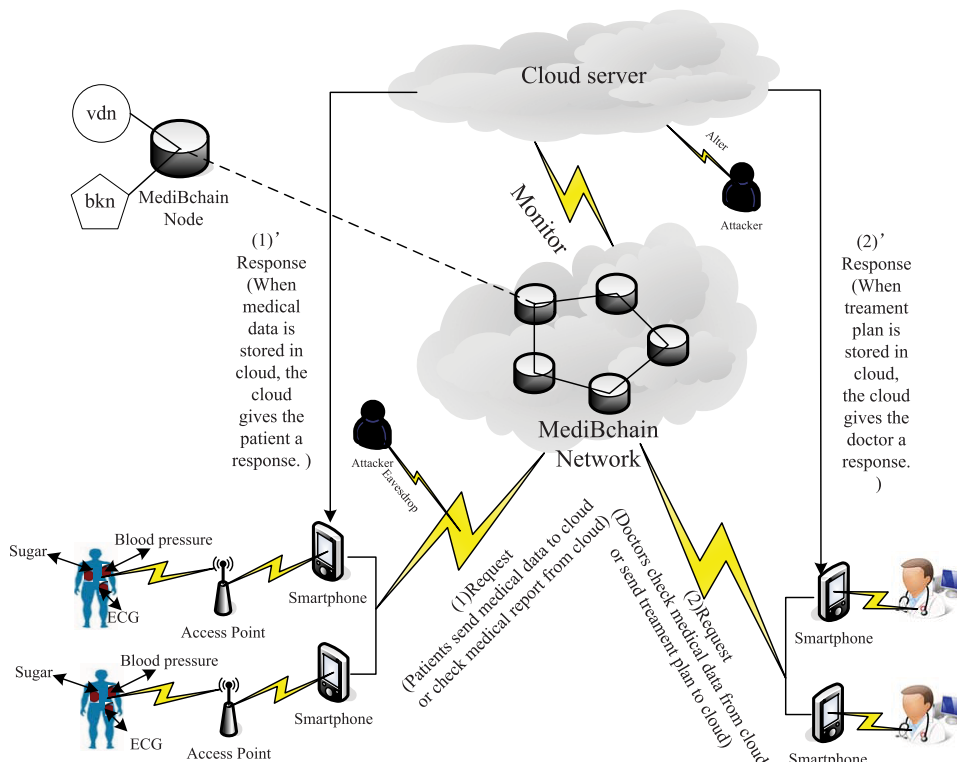 Cloud server
vdn
bkn
MediBchain
Node
Alter
Attacker
Monitor
(1)’
Response
(When
medical
data is
stored in
cloud, the
cloud
gives the
patient a
response. )
(2)’
Response
(When
treament
plan is
stored in
cloud,
the cloud
gives the
doctor a
response.
)
MediBchain
Network
Attacker
Eavesdrop
(1)Request
(Patients send medical data to cloud
or check medical report from cloud)
(2)Request
(Doctors check medical data from cloud
or send treament plan to cloud)
Sugar
Blood pressure
ECG
Access Point
Smartphone
Smartphone
Sugar
Blood pressure
ECG
Access Point
Smartphone
Smartphone